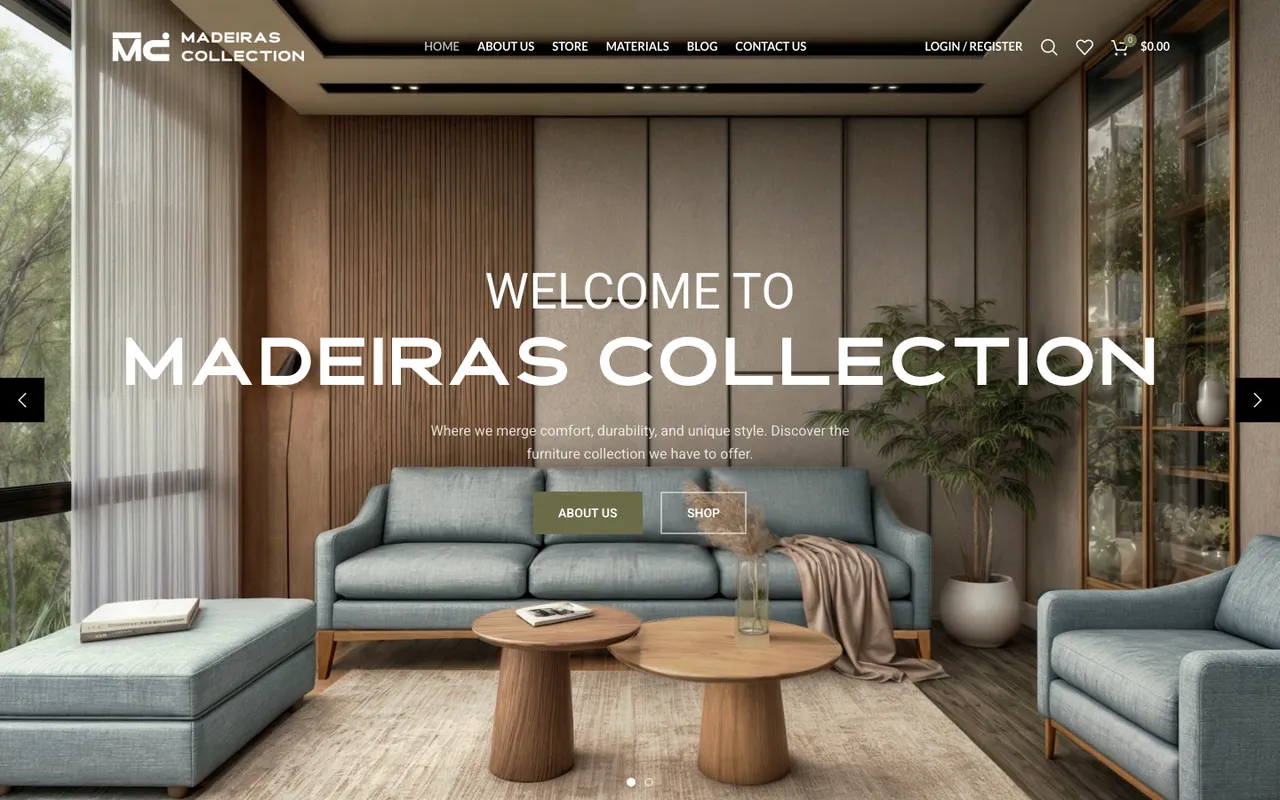 MADEIRAS
COLLECTION
HOME
ABOUT US
STORE
MATERIALS
BLOG
CONTACT US
LOGIN / REGISTER
0
$0.00
WELCOME TO
MADEIRAS COLLECTION
Where we merge comfort, durability, and unique style. Discover the
furniture collection we have to offer.
ABOUT US
SHOP